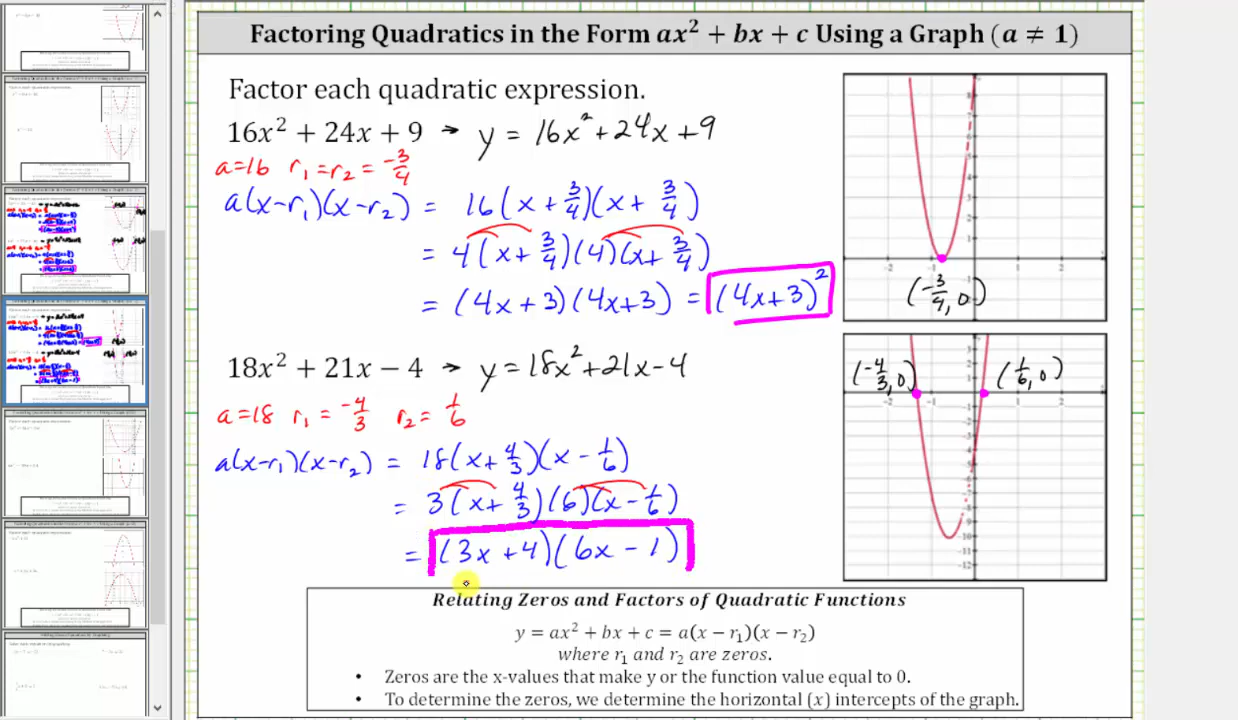 Factoring Quadratics in the Form ax² + bx + c Using a Graph (a ≠ 1)
Factor each quadratic expression.
16x² + 24x + 9 → y = 16x² + 24x + 9
a=16 r₁ = r₂ = -3/4
a(x-r₁)(x-r₂) = 16(x + 3/4)(x + 3/4)
= 4(x + 3/4)(4)(x + 3/4)
= (4x + 3)(4x+3) = (4x+3)²
(-3/4, 0)
18x² + 21x − 4 → y = 18x² + 21x - 4
a=18 r₁ = -4/3 r₂ = 1/6
a(x-r₁)(x-r₂) = 18(x + 4/3)(x - 1/6)
= 3(x + 4/3)(6)(x - 1/6)
= (3x + 4)(6x - 1)
(-4/3, 0) (1/6, 0)
Relating Zeros and Factors of Quadratic Functions
y = ax² + bx + c = a(x − r₁)(x − r₂)
where r₁ and r₂ are zeros.
• Zeros are the x-values that make y or the function value equal to 0.
• To determine the zeros, we determine the horizontal (x) intercepts of the graph.